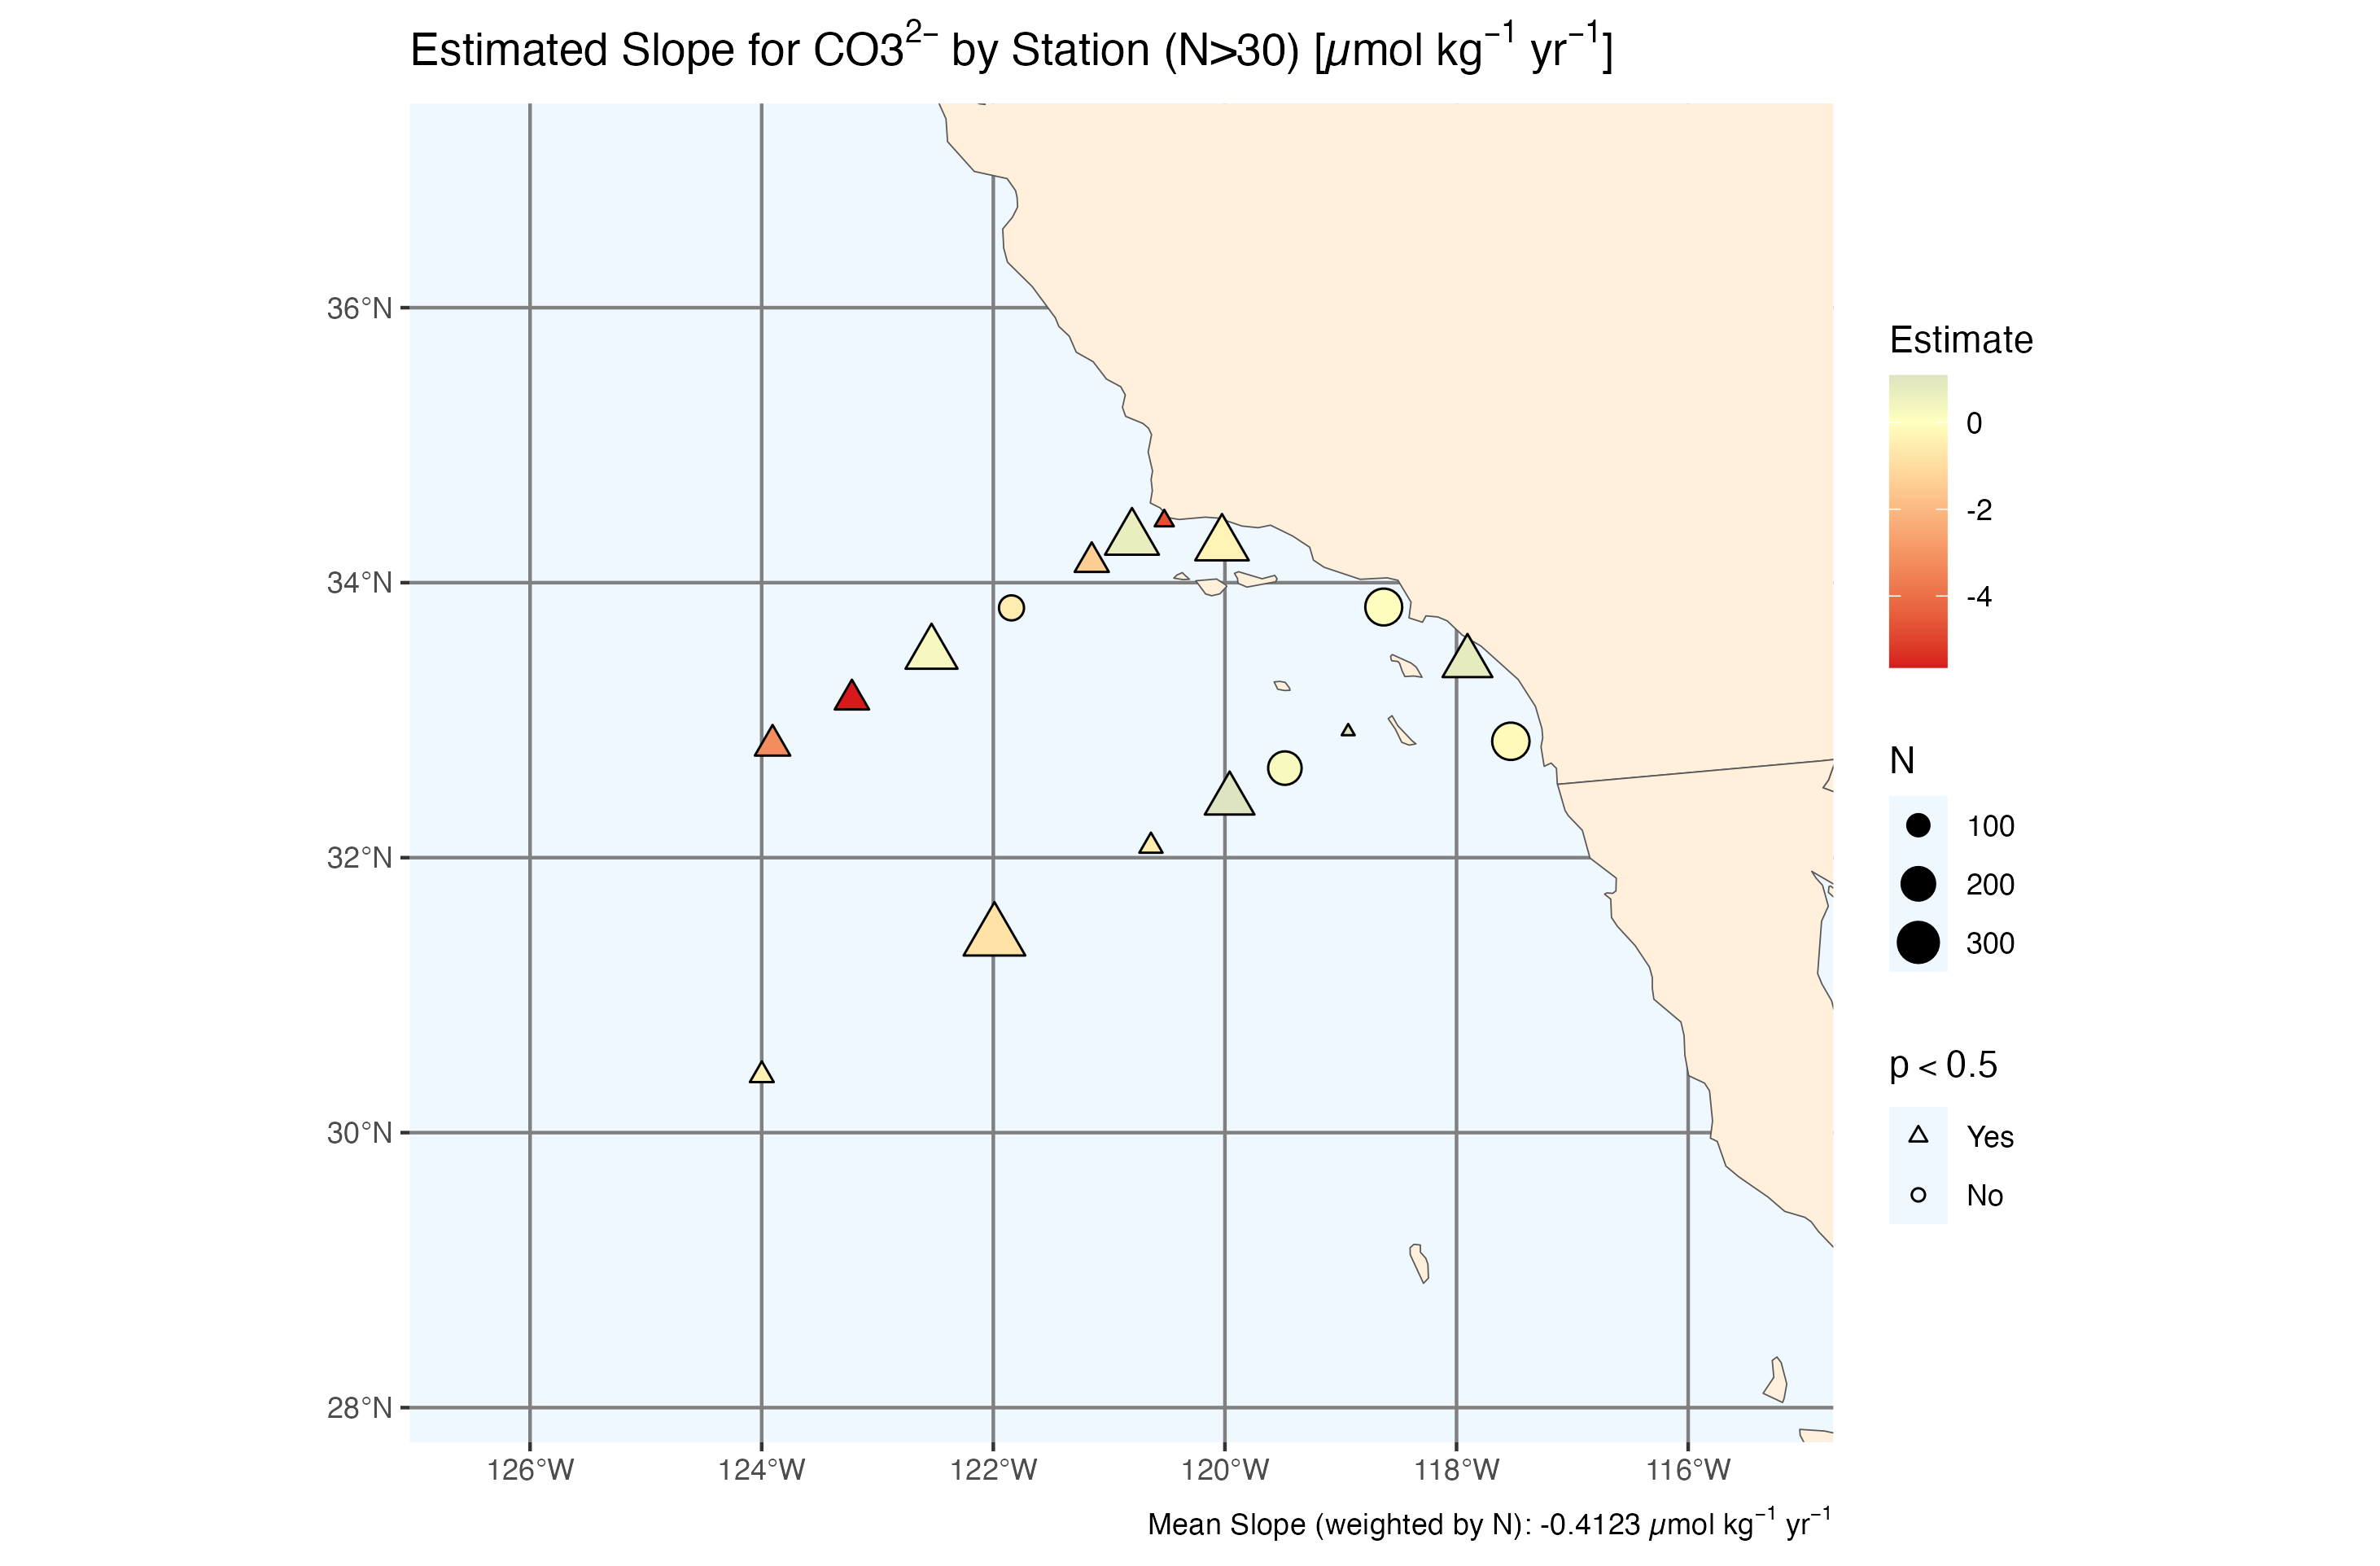 Estimated Slope for CO3²⁻ by Station (N>30) [μmol kg⁻¹ yr⁻¹]
36°N
34°N
32°N
30°N
28°N
126°W 124°W 122°W 120°W 118°W 116°W
Estimate
0
-2
-4
N
100
200
300
p < 0.5
Yes
No
Mean Slope (weighted by N): -0.4123 μmol kg⁻¹ yr⁻¹